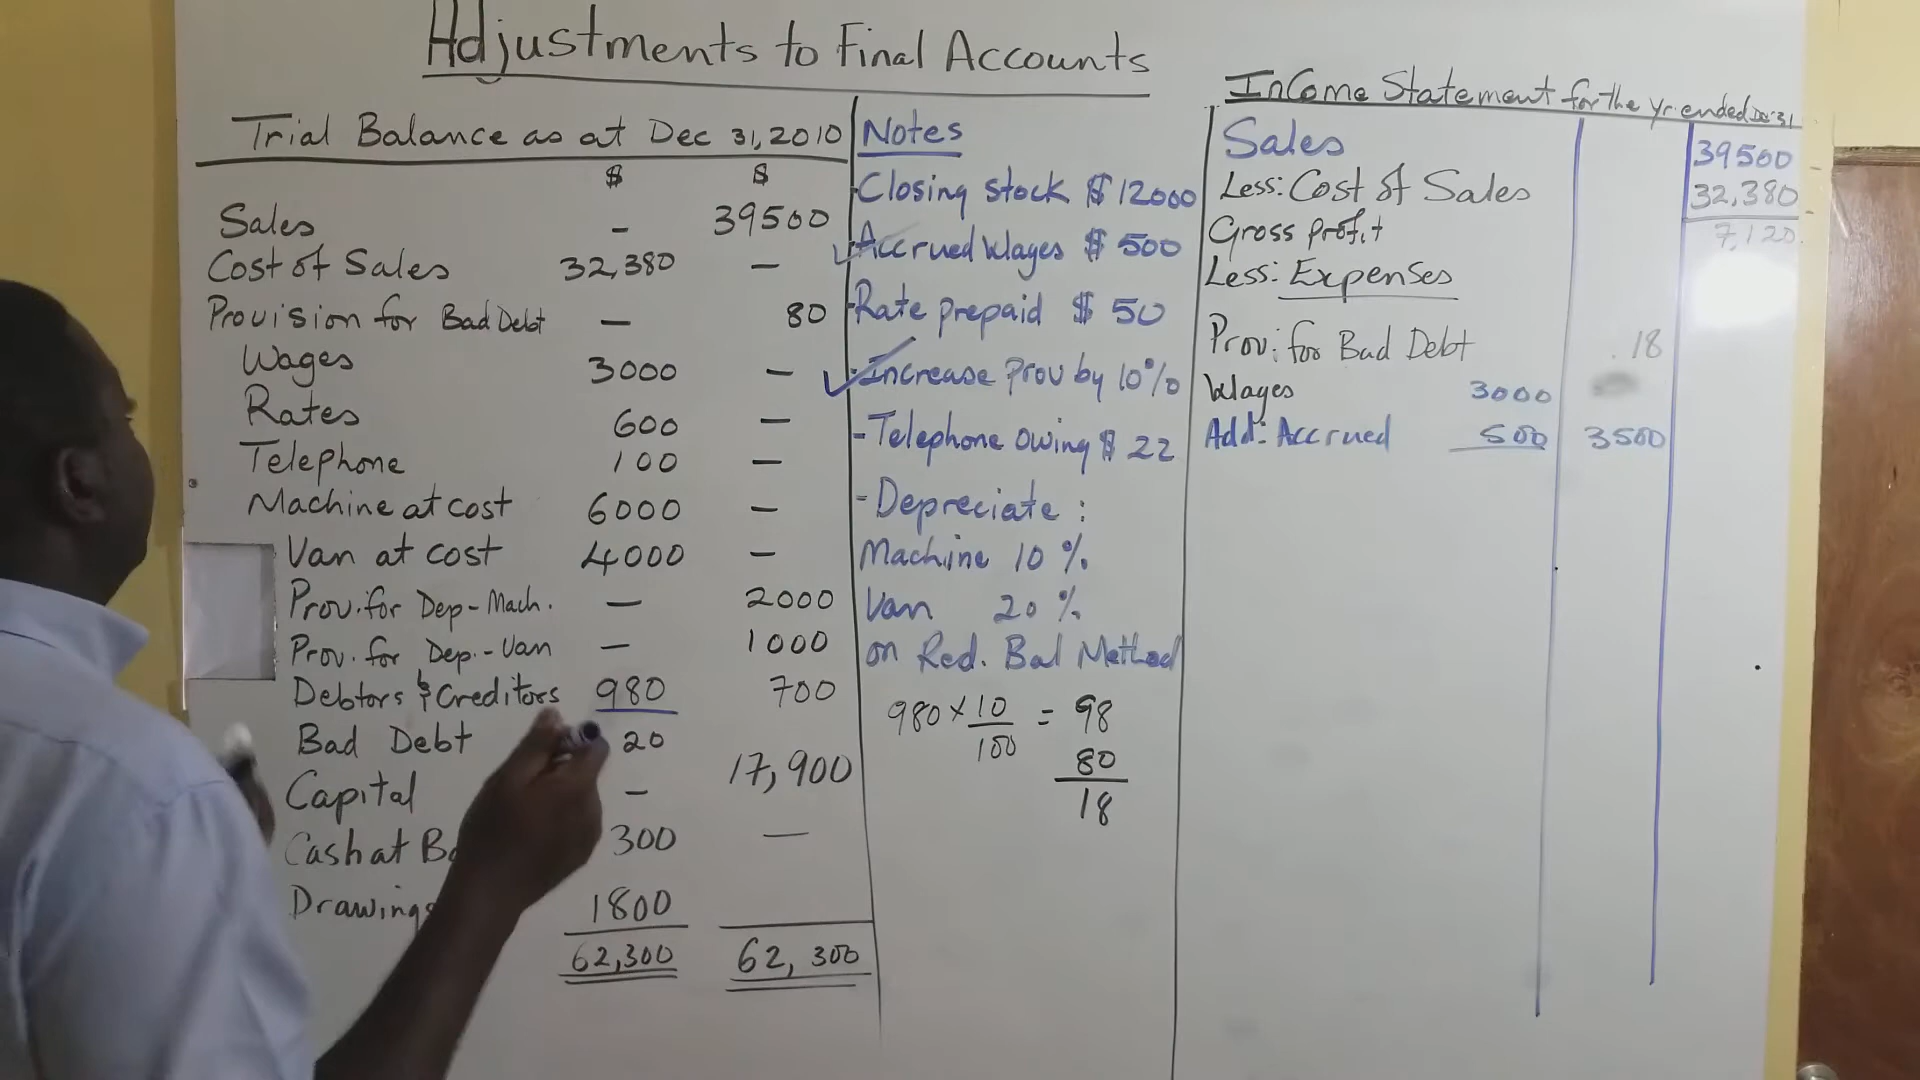 Adjustments to Final Accounts
Trial Balance as at Dec 31, 2010
$ $
Sales - 39500
Cost of Sales 32,380 -
Provision for Bad Debt - 80
Wages 3000 -
Rates 600 -
Telephone 100 -
Machine at cost 6000 -
Van at cost 4000 -
Prov. for Dep - Mach. - 2000
Prov. for Dep. - Van - 1000
Debtors & Creditors 980 700
Bad Debt 20
Capital - 17,900
Cash at 300 -
Drawings 1800
62,300 62,300
Notes
- Closing stock $ 12000
- Accrued Wages $ 500
- Rate prepaid $ 50
- Increase prov by 10%
- Telephone owing $ 22
- Depreciate :
Machine 10 %
Van 20 %
on Red. Bal Method
980 × 10/100 = 98
80
18
Income Statement for the yr ended Dec 31
Sales 39500
Less: Cost of Sales 32,380
Gross profit 7,120
Less: Expenses
Prov: for Bad Debt 18
Wages 3000
Add: Accrued 500 3500